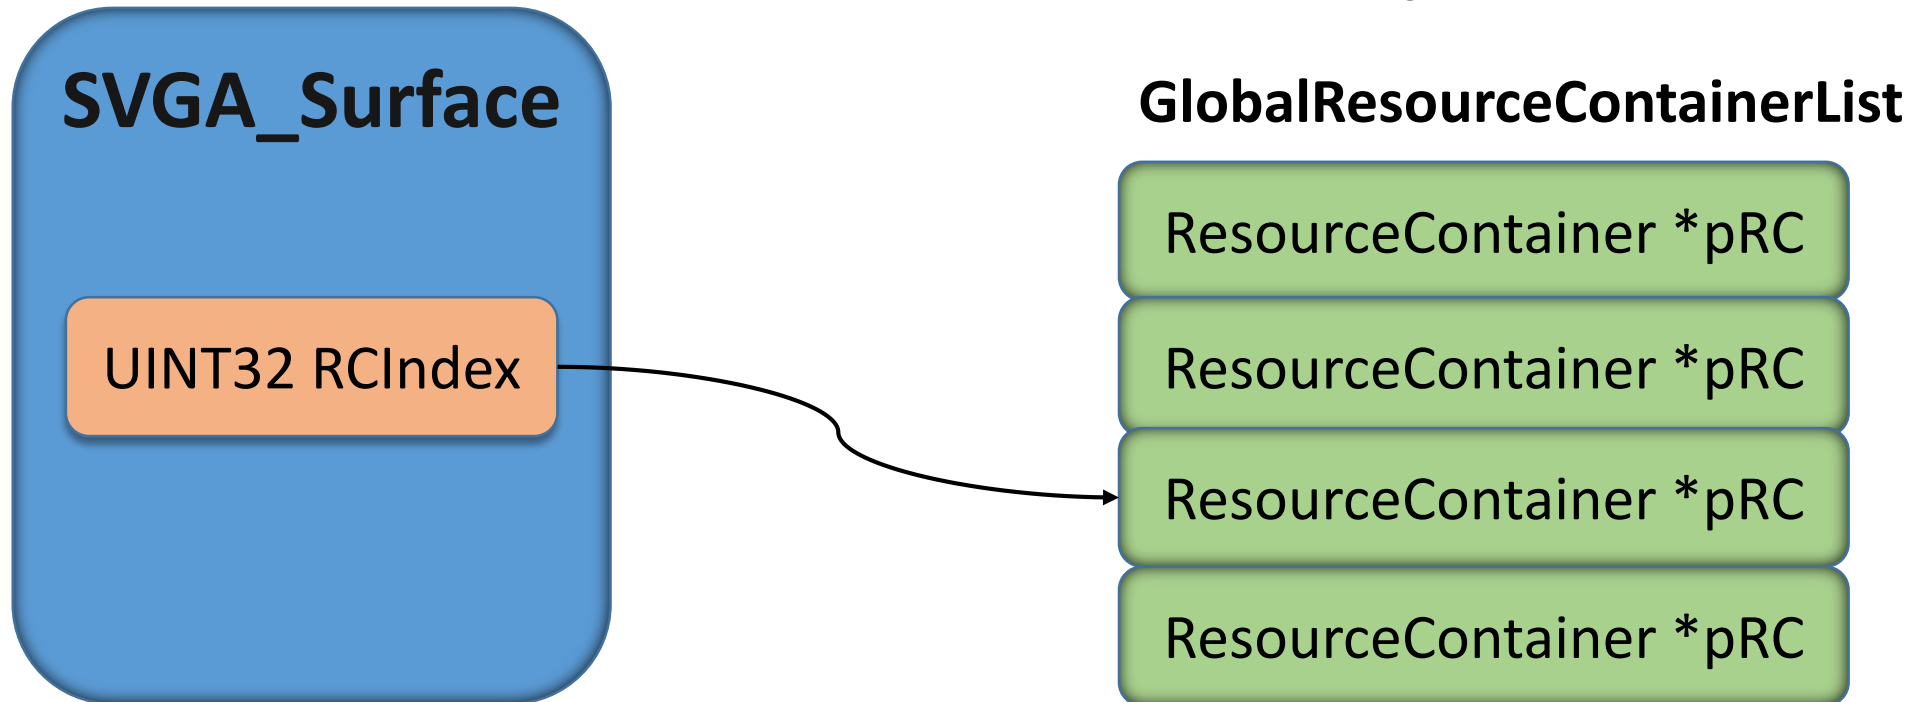 SVGA_Surface
UINT32 RCIndex
GlobalResourceContainerList
ResourceContainer *pRC
ResourceContainer *pRC
ResourceContainer *pRC
ResourceContainer *pRC